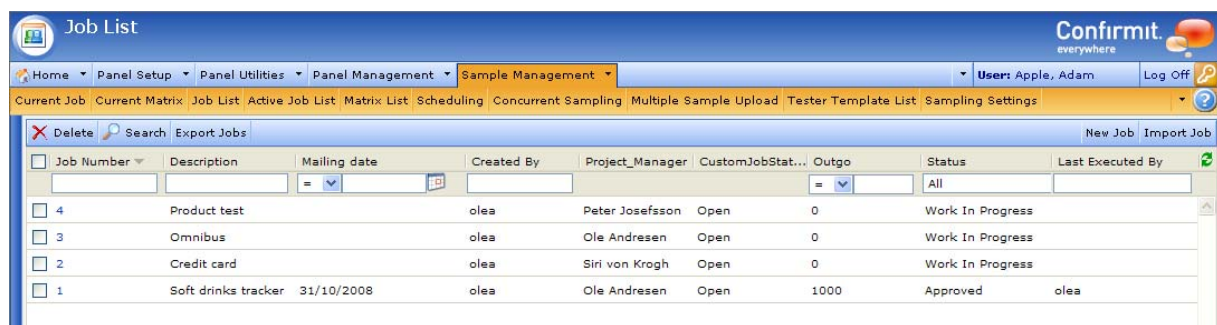 Job List
Confirmit.
everywhere
Home Panel Setup Panel Utilities Panel Management Sample Management User: Apple, Adam Log Off
Current Job Current Matrix Job List Active Job List Matrix List Scheduling Concurrent Sampling Multiple Sample Upload Tester Template List Sampling Settings
Delete Search Export Jobs New Job Import Job
Job Number Description Mailing date Created By Project_Manager CustomJobStat... Outgo Status Last Executed By
= = All
4 Product test olea Peter Josefsson Open 0 Work In Progress
3 Omnibus olea Ole Andresen Open 0 Work In Progress
2 Credit card olea Siri von Krogh Open 0 Work In Progress
1 Soft drinks tracker 31/10/2008 olea Ole Andresen Open 1000 Approved olea